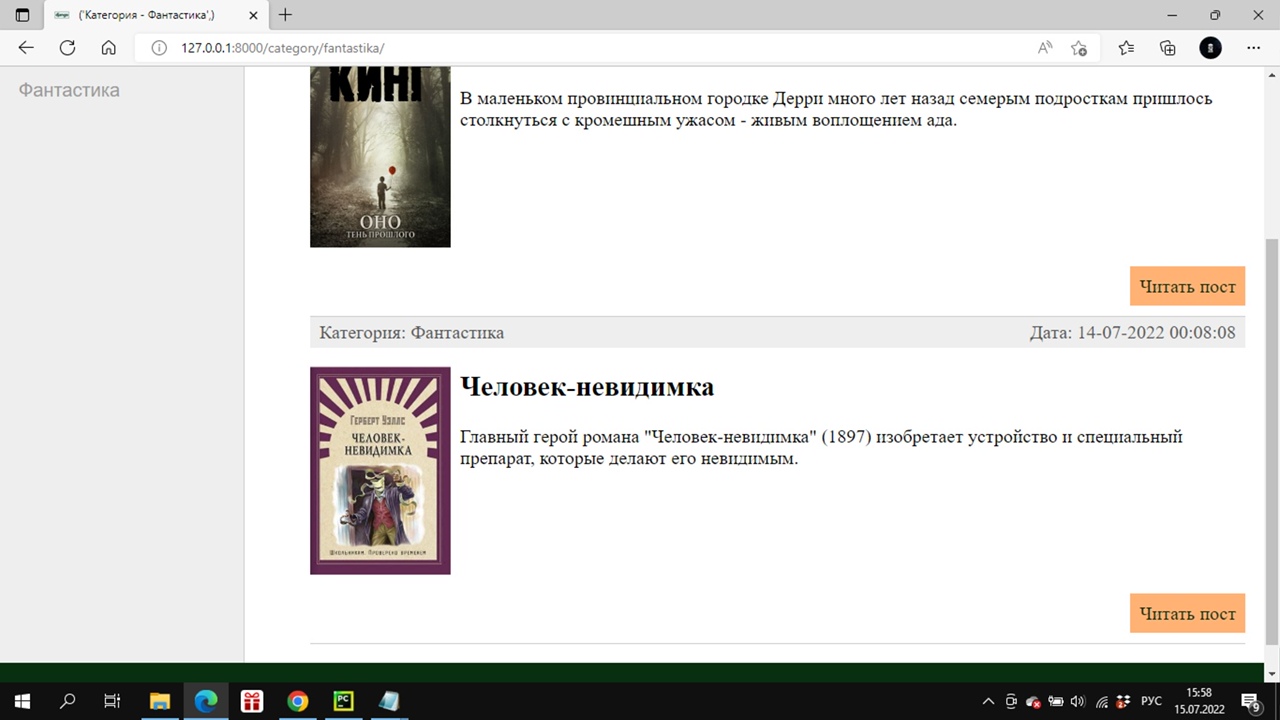 ('Категория - Фантастика',)
127.0.0.1:8000/category/fantastika/
Фантастика
КИНГ
ОНО
ТЕНЬ ПРОШЛОГО
В маленьком провинциальном городке Дерри много лет назад семерым подросткам пришлось
столкнуться с кромешным ужасом - живым воплощением ада.
Читать пост
Категория: Фантастика
Дата: 14-07-2022 00:08:08
Герберт Уэллс
ЧЕЛОВЕК-
НЕВИДИМКА
Школьникам. Проверено временем
Человек-невидимка
Главный герой романа "Человек-невидимка" (1897) изобретает устройство и специальный
препарат, которые делают его невидимым.
Читать пост
PC
РУС
15:58
15.07.2022
9